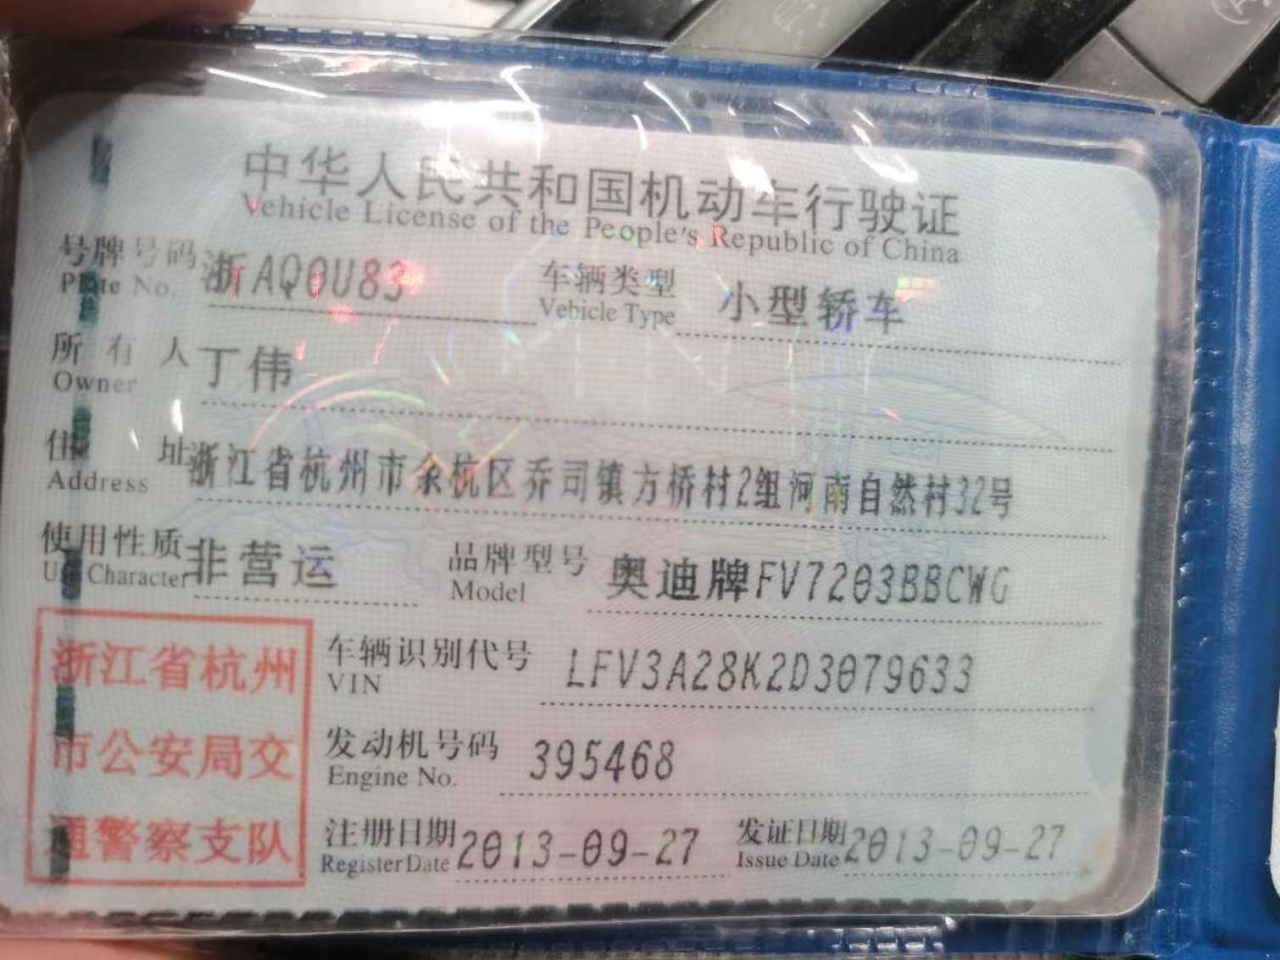 中华人民共和国机动车行驶证
Vehicle License of the People's Republic of China
号牌号码 浙AQ0U83 车辆类型 小型轿车
Plate No. Vehicle Type
所有人 丁伟
Owner
住址 浙江省杭州市余杭区乔司镇方桥村2组河南自然村32号
Address
使用性质 非营运 品牌型号 奥迪牌FV7203BBCWG
Use Character Model
浙江省杭州
市公安局交
通警察支队
车辆识别代号 LFV3A28K2D3079633
VIN
发动机号码 395468
Engine No.
注册日期 2013-09-27 发证日期 2013-09-27
Register Date Issue Date